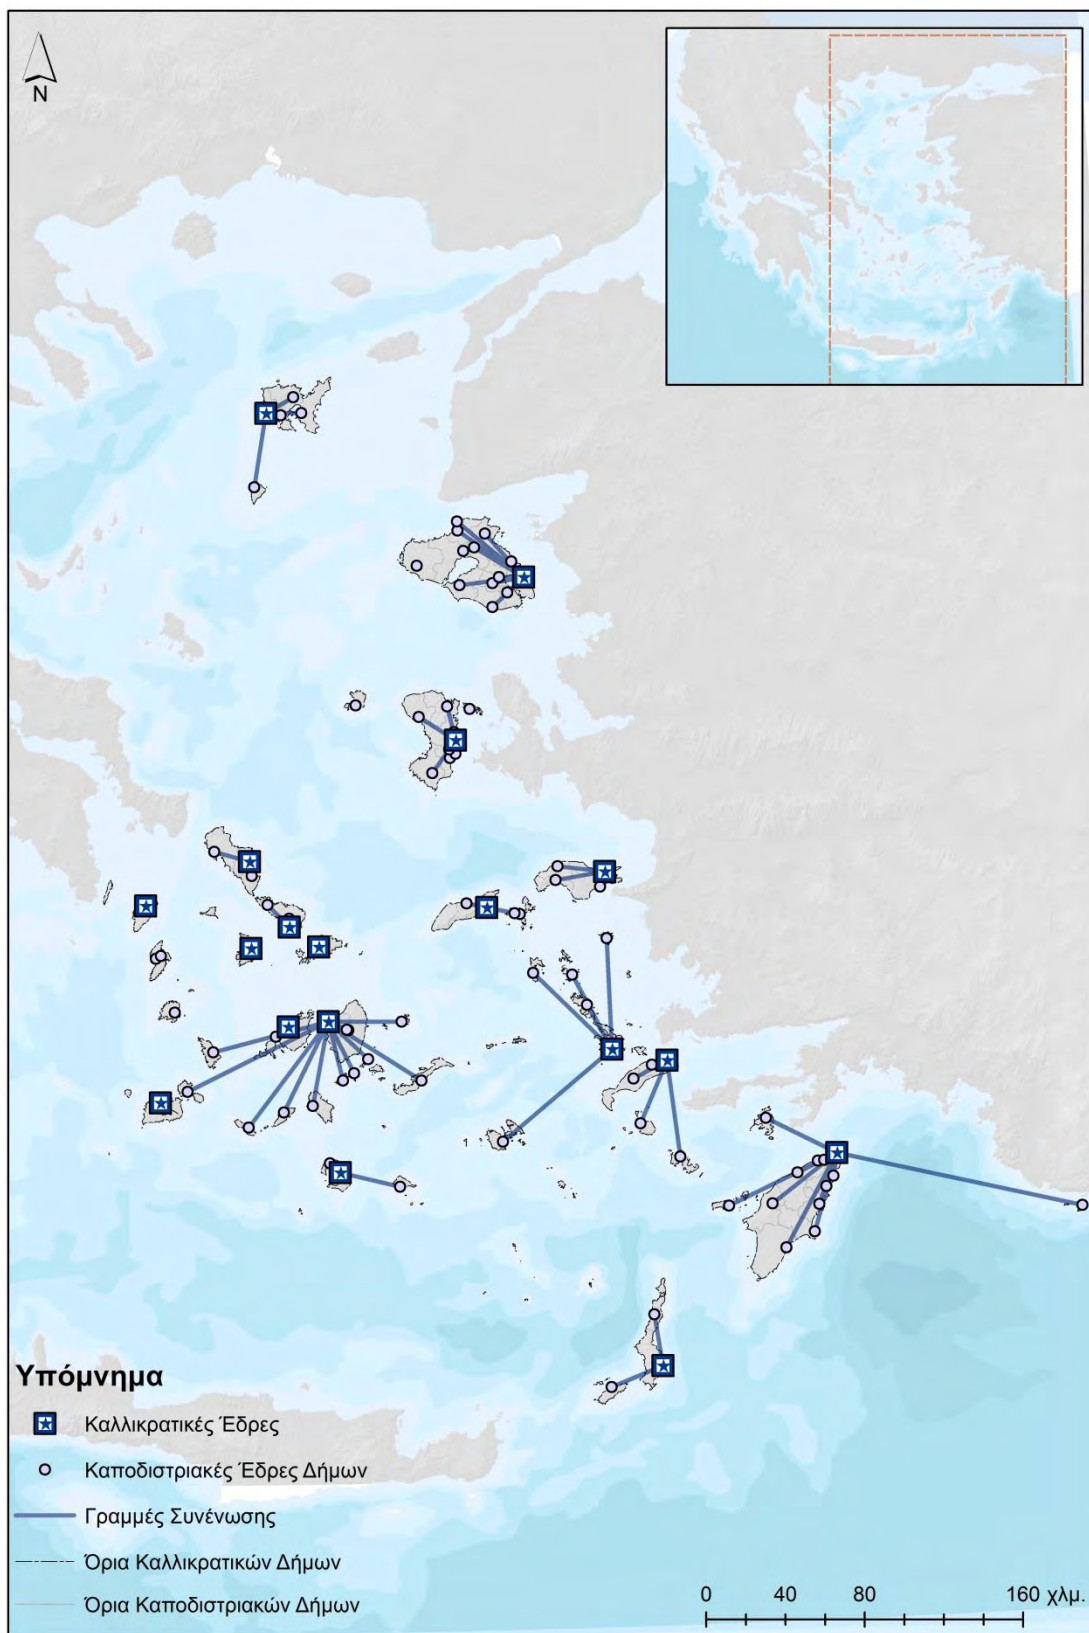 N
Υπόμνημα
Καλλικρατικές Έδρες
Καποδιστριακές Έδρες Δήμων
Γραμμές Συνένωσης
Όρια Καλλικρατικών Δήμων
Όρια Καποδιστριακών Δήμων
0 40 80 160 χλμ.